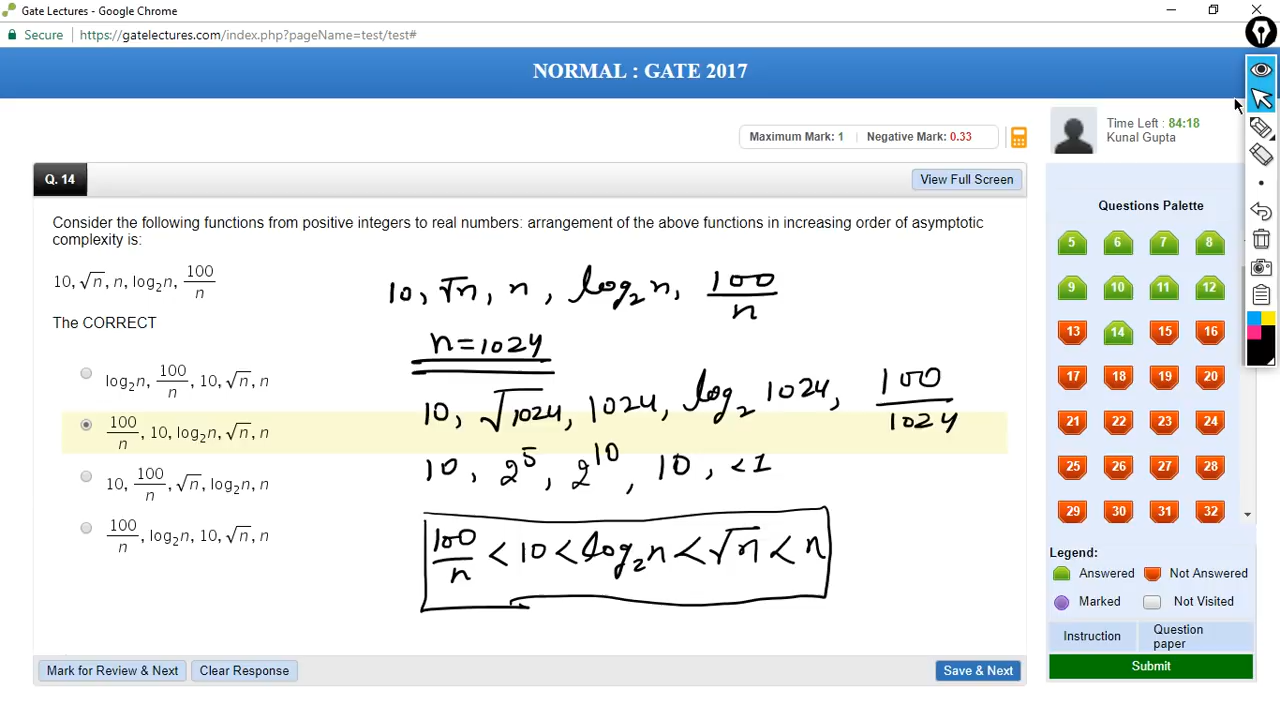 Gate Lectures - Google Chrome
Secure | https://gatelectures.com/index.php?pageName=test/test#
NORMAL : GATE 2017
Maximum Mark: 1 | Negative Mark: 0.33
Time Left : 84:18
Kunal Gupta
Q. 14
View Full Screen
Consider the following functions from positive integers to real numbers: arrangement of the above functions in increasing order of asymptotic
complexity is:
10, √n, n, log₂n, 100/n
The CORRECT
log₂n, 100/n, 10, √n, n
100/n, 10, log₂n, √n, n
10, 100/n, √n, log₂n, n
100/n, log₂n, 10, √n, n
10, √n, n, log₂n, 100/n
n=1024
10, √1024, 1024, log₂ 1024, 100/1024
10, 2⁵, 2¹⁰, 10, <1
100/n < 10 < log₂n < √n < n
Mark for Review & Next
Clear Response
Save & Next
Questions Palette
5 6 7 8
9 10 11 12
13 14 15 16
17 18 19 20
21 22 23 24
25 26 27 28
29 30 31 32
Legend:
Answered Not Answered
Marked Not Visited
Instruction
Question
paper
Submit